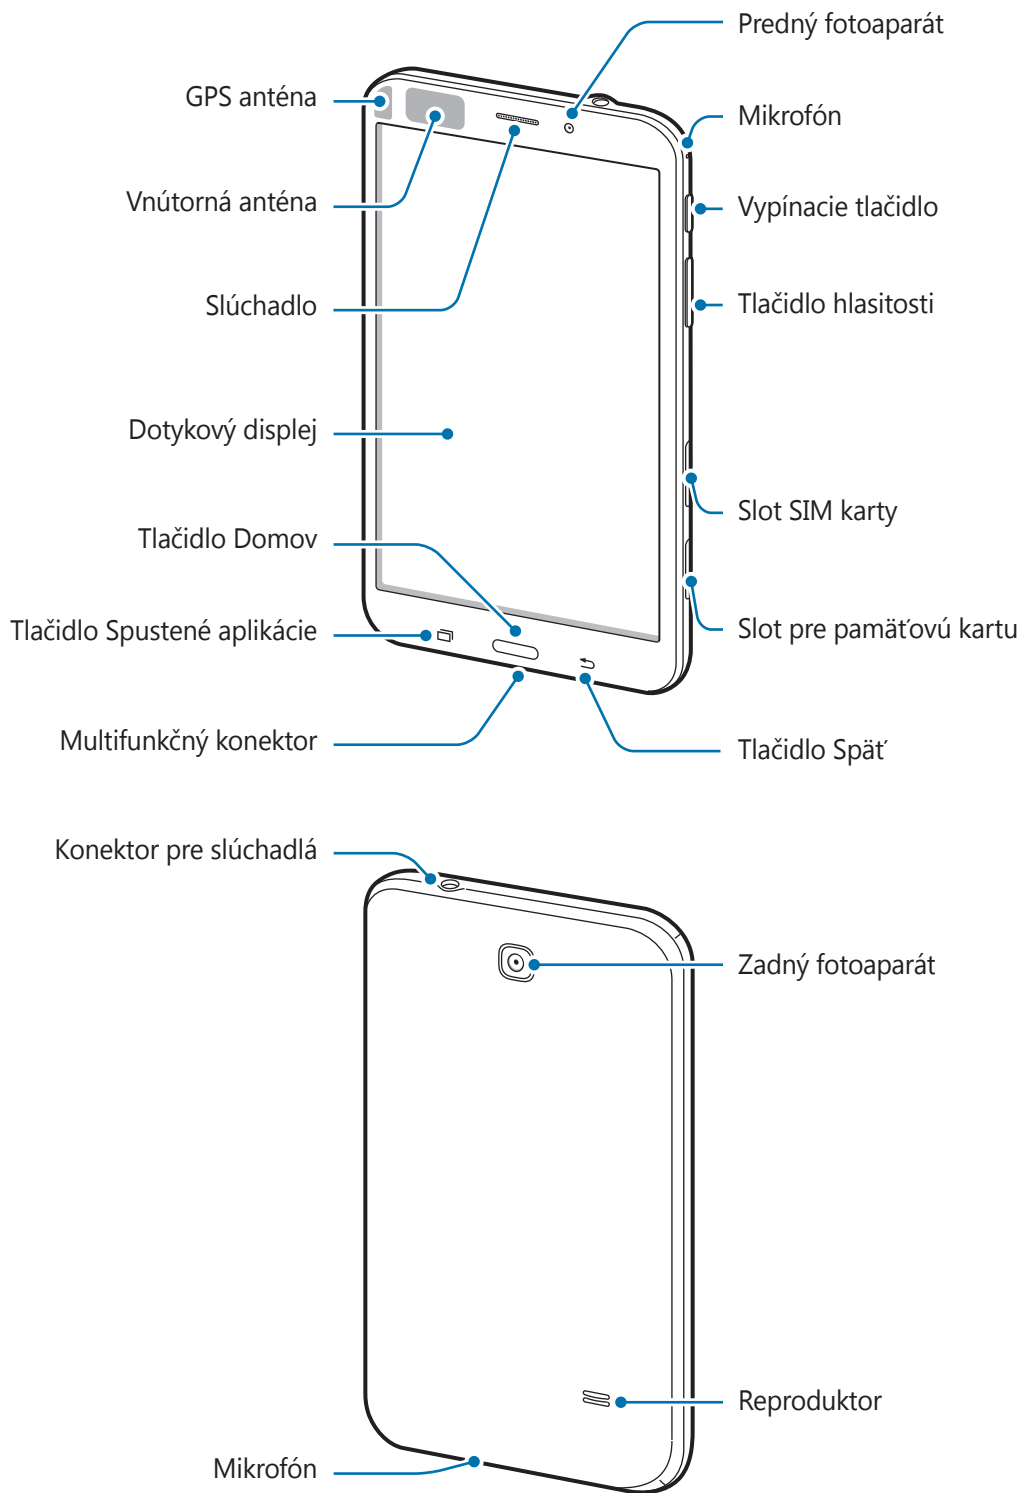 Predný fotoaparát
GPS anténa
Mikrofón
Vnútorná anténa
Vypínacie tlačidlo
Slúchadlo
Tlačidlo hlasitosti
Dotykový displej
Slot SIM karty
Tlačidlo Domov
Tlačidlo Spustené aplikácie
Slot pre pamäťovú kartu
Multifunkčný konektor
Tlačidlo Späť
Konektor pre slúchadlá
Zadný fotoaparát
Reproduktor
Mikrofón